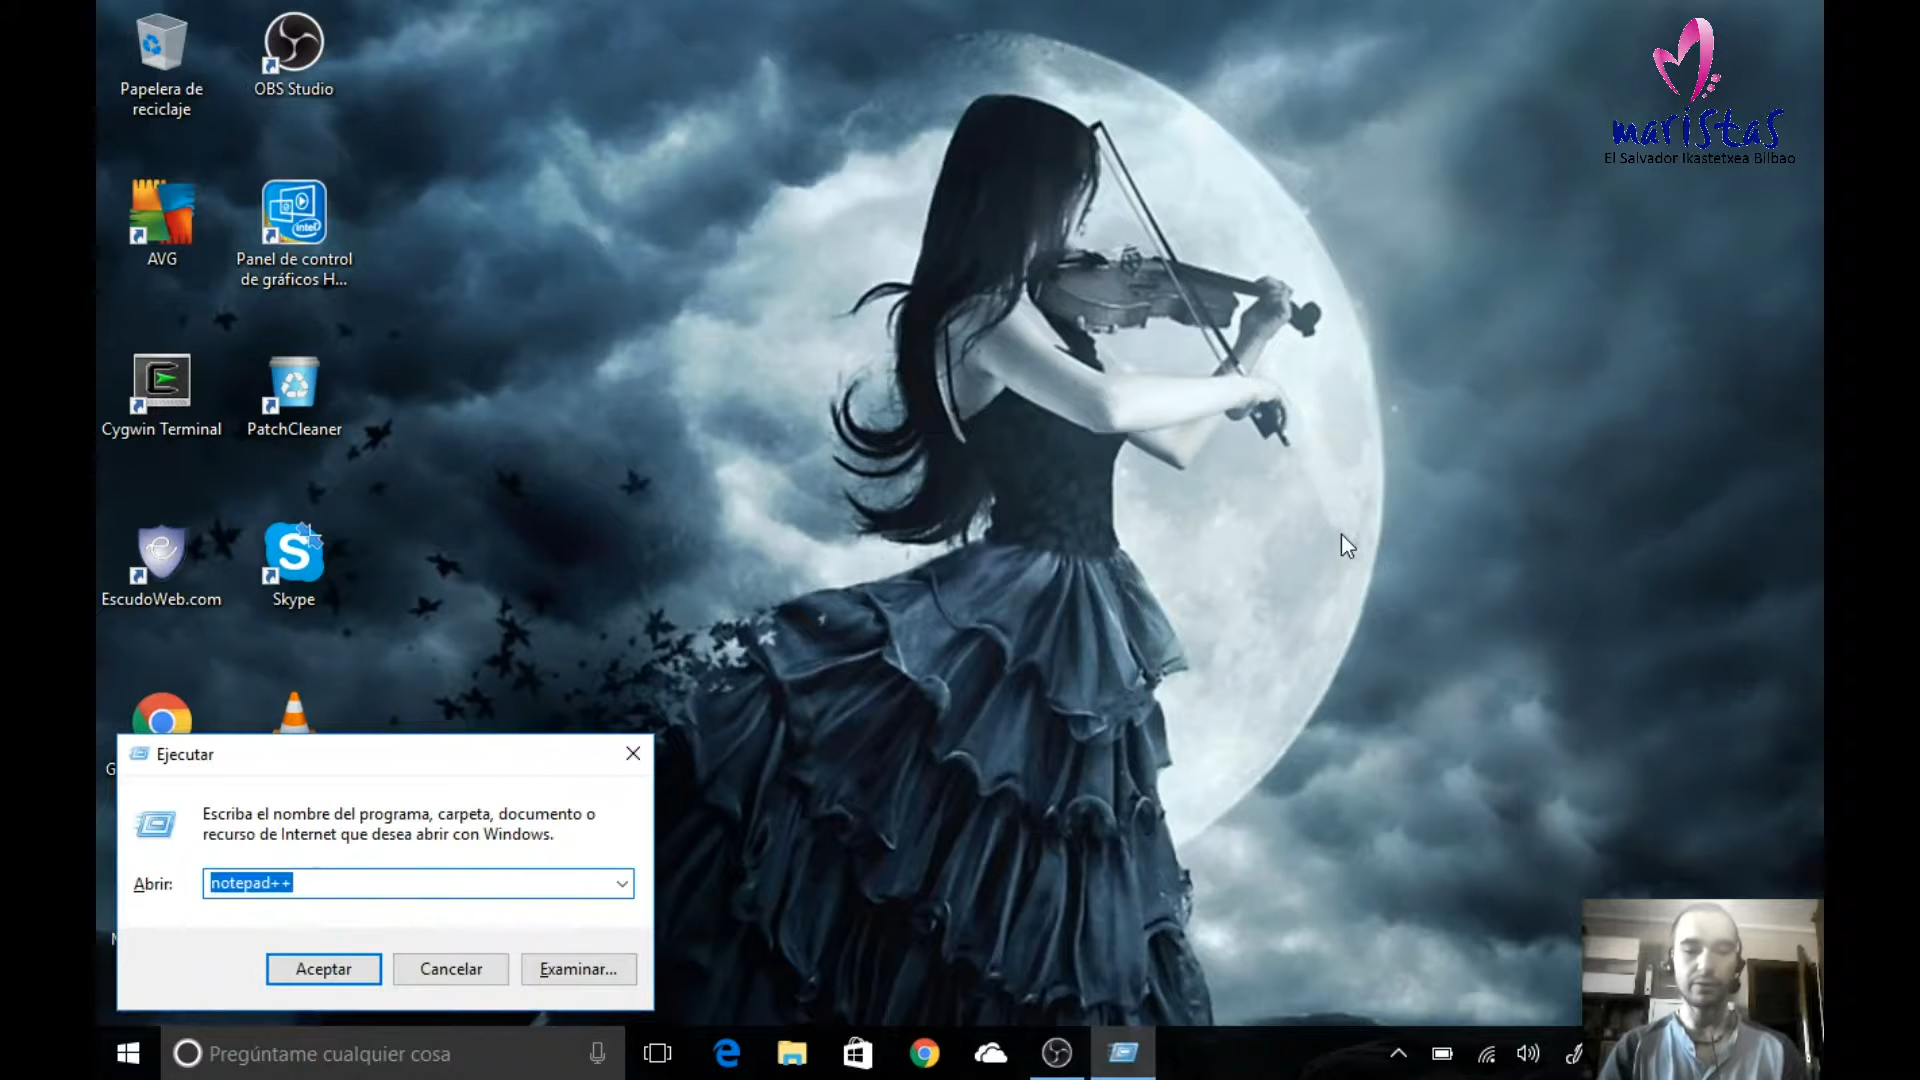 Papelera de
reciclaje
OBS Studio
AVG
Panel de control
de gráficos H...
intel
Cygwin Terminal
PatchCleaner
EscudoWeb.com
Skype
maristas
El Salvador Ikastetxea Bilbao
Ejecutar
Escriba el nombre del programa, carpeta, documento o
recurso de Internet que desea abrir con Windows.
Abrir:
notepad++
Aceptar
Cancelar
Examinar...
Pregúntame cualquier cosa